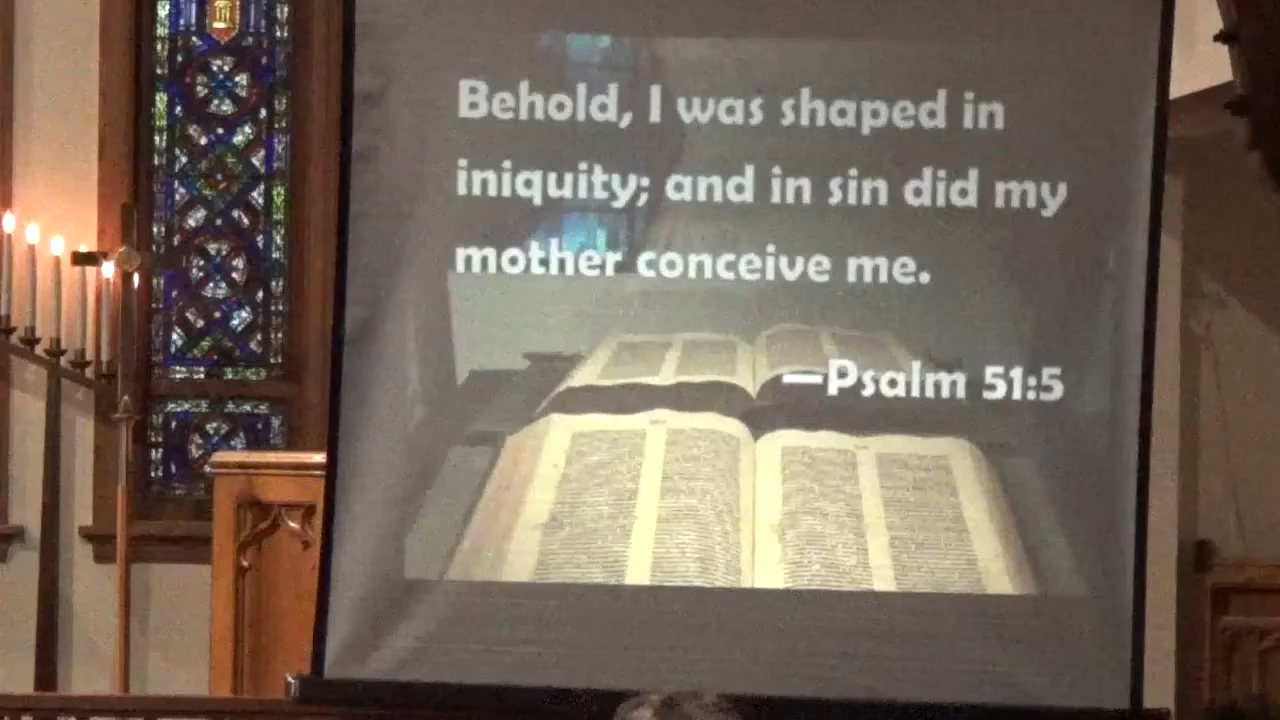 Behold, I was shaped in
iniquity; and in sin did my
mother conceive me.
—Psalm 51:5